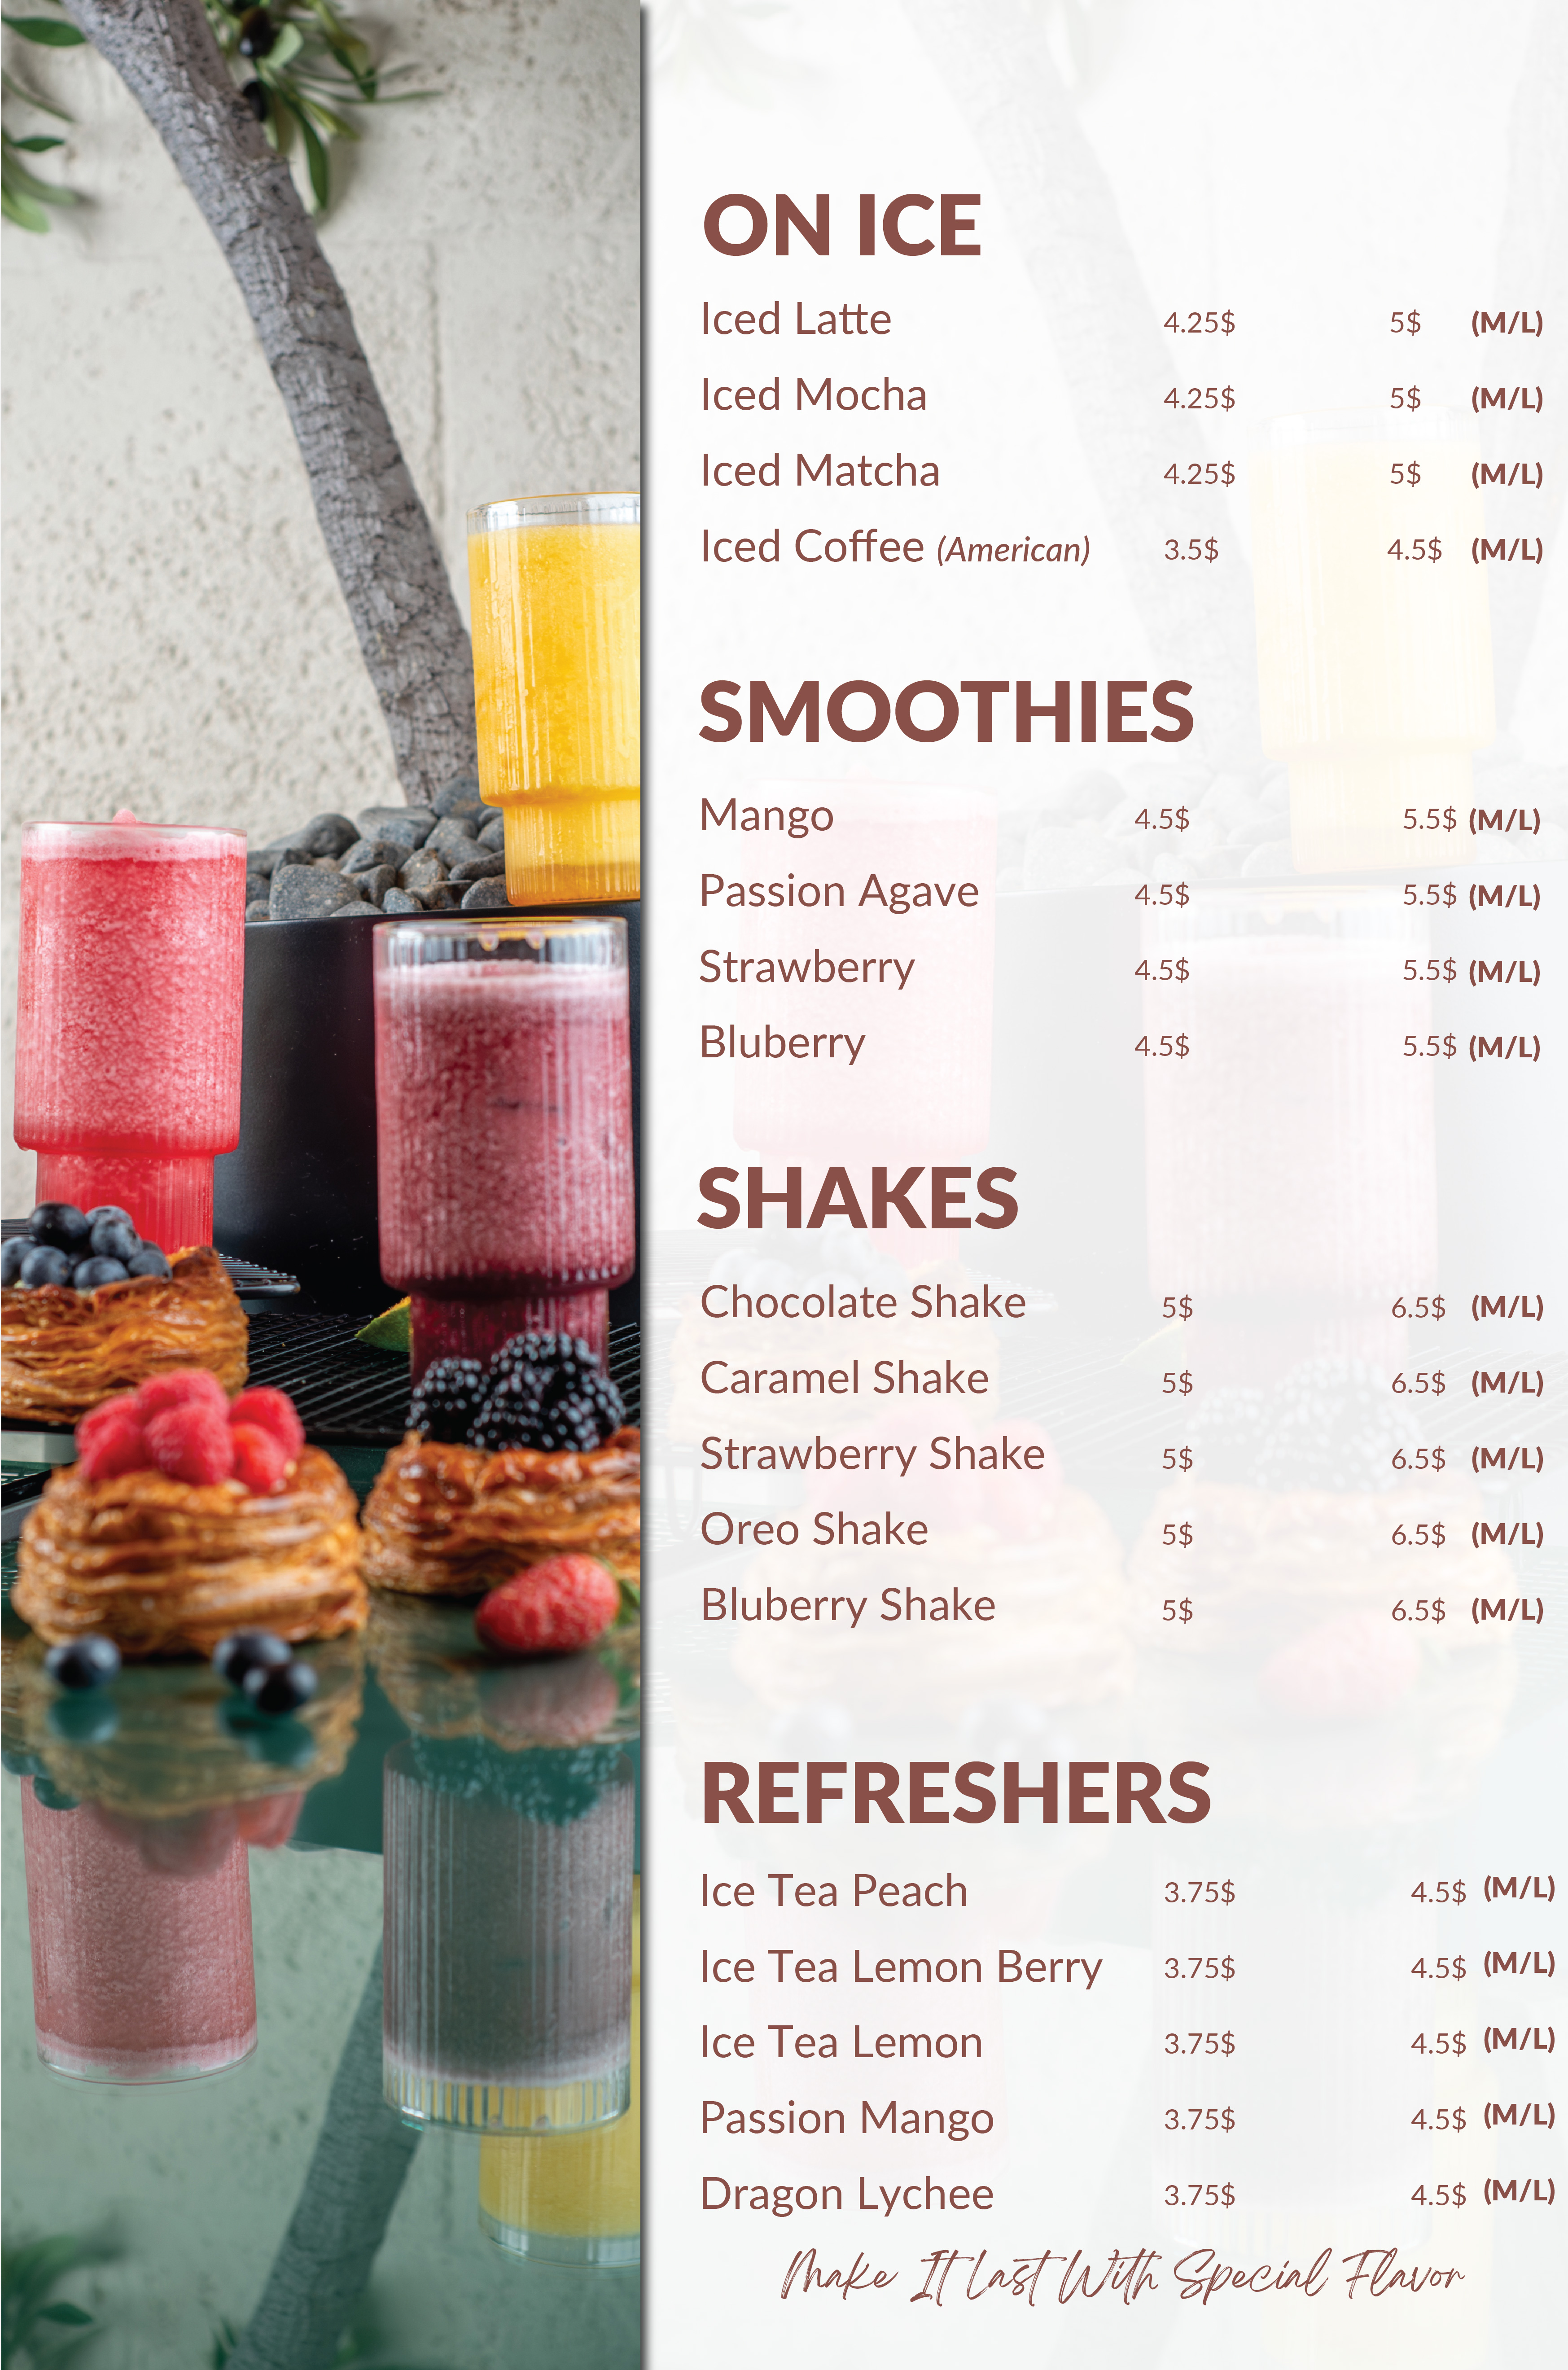 ON ICE
Iced Latte 4.25$ 5$ (M/L)
Iced Mocha 4.25$ 5$ (M/L)
Iced Matcha 4.25$ 5$ (M/L)
Iced Coffee (American) 3.5$ 4.5$ (M/L)
SMOOTHIES
Mango 4.5$ 5.5$ (M/L)
Passion Agave 4.5$ 5.5$ (M/L)
Strawberry 4.5$ 5.5$ (M/L)
Bluberry 4.5$ 5.5$ (M/L)
SHAKES
Chocolate Shake 5$ 6.5$ (M/L)
Caramel Shake 5$ 6.5$ (M/L)
Strawberry Shake 5$ 6.5$ (M/L)
Oreo Shake 5$ 6.5$ (M/L)
Bluberry Shake 5$ 6.5$ (M/L)
REFRESHERS
Ice Tea Peach 3.75$ 4.5$ (M/L)
Ice Tea Lemon Berry 3.75$ 4.5$ (M/L)
Ice Tea Lemon 3.75$ 4.5$ (M/L)
Passion Mango 3.75$ 4.5$ (M/L)
Dragon Lychee 3.75$ 4.5$ (M/L)
Make It Last With Special Flavor